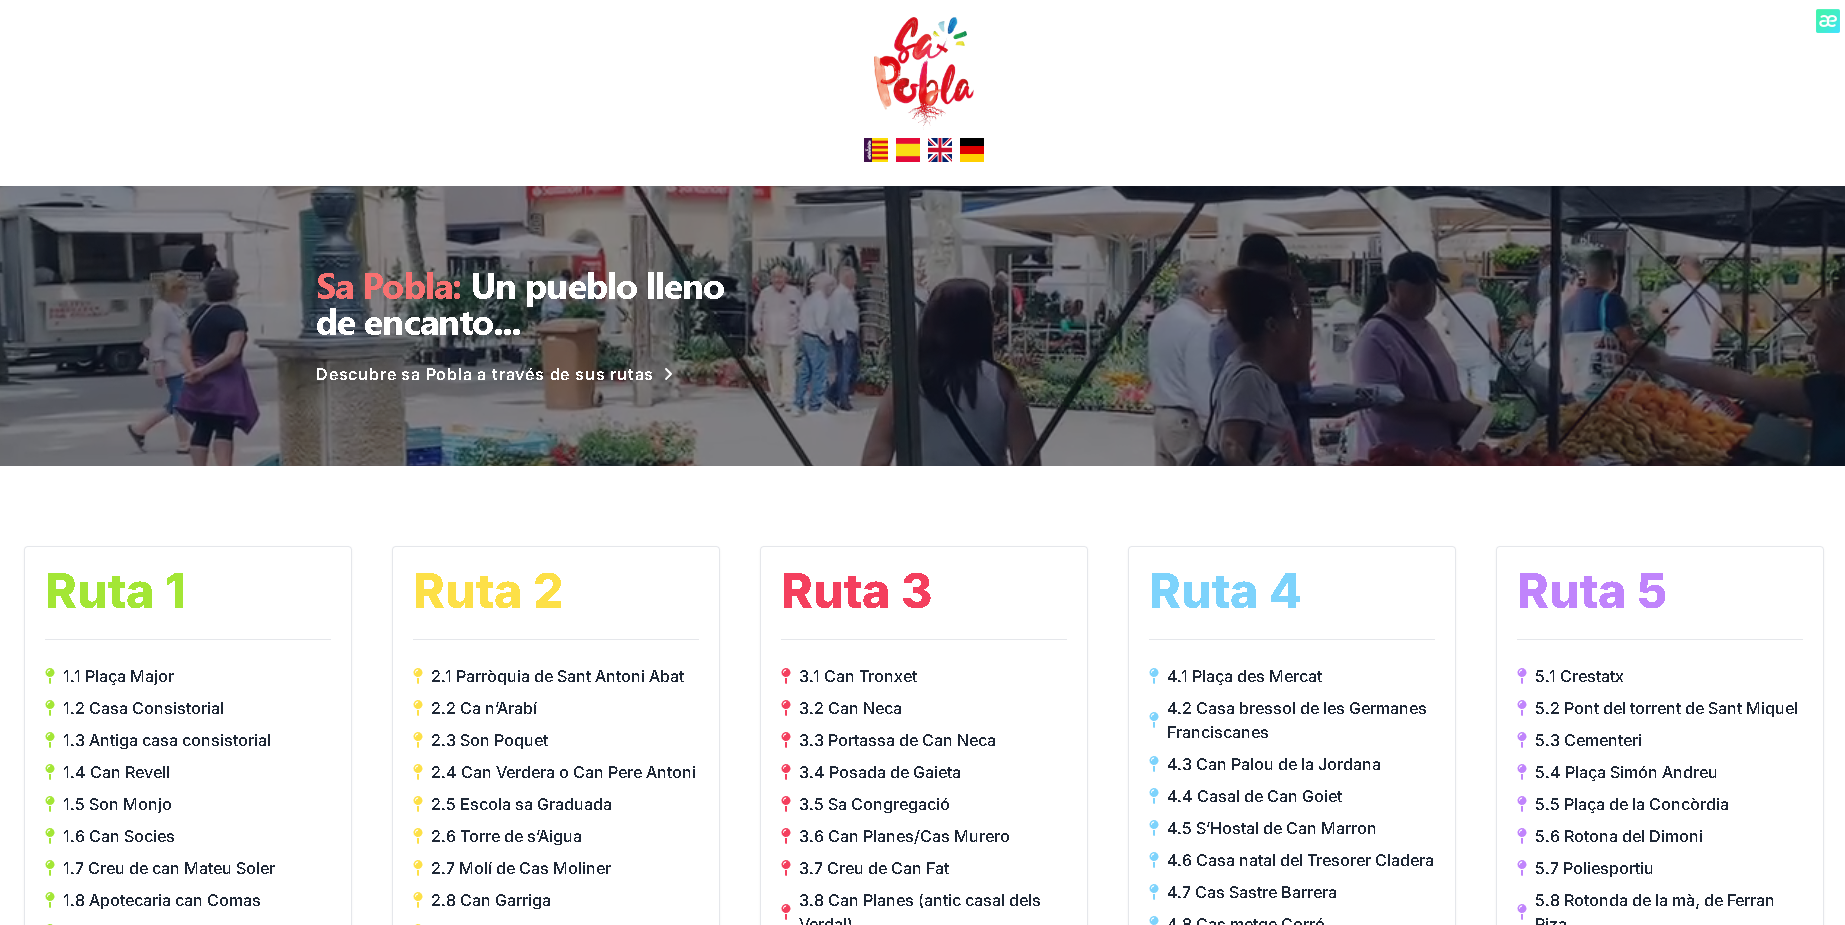 Sa
Pobla
æ
Sa Pobla: Un pueblo lleno
de encanto...
Descubre sa Pobla a través de sus rutas
Ruta 1
1.1 Plaça Major
1.2 Casa Consistorial
1.3 Antiga casa consistorial
1.4 Can Revell
1.5 Son Monjo
1.6 Can Socies
1.7 Creu de can Mateu Soler
1.8 Apotecaria can Comas
Ruta 2
2.1 Parròquia de Sant Antoni Abat
2.2 Ca n’Arabí
2.3 Son Poquet
2.4 Can Verdera o Can Pere Antoni
2.5 Escola sa Graduada
2.6 Torre de s’Aigua
2.7 Molí de Cas Moliner
2.8 Can Garriga
Ruta 3
3.1 Can Tronxet
3.2 Can Neca
3.3 Portassa de Can Neca
3.4 Posada de Gaieta
3.5 Sa Congregació
3.6 Can Planes/Cas Murero
3.7 Creu de Can Fat
3.8 Can Planes (antic casal dels
Verdal)
Ruta 4
4.1 Plaça des Mercat
4.2 Casa bressol de les Germanes
Franciscanes
4.3 Can Palou de la Jordana
4.4 Casal de Can Goiet
4.5 S’Hostal de Can Marron
4.6 Casa natal del Tresorer Cladera
4.7 Cas Sastre Barrera
4.8 Cas metge Corró
Ruta 5
5.1 Crestatx
5.2 Pont del torrent de Sant Miquel
5.3 Cementeri
5.4 Plaça Simón Andreu
5.5 Plaça de la Concòrdia
5.6 Rotona del Dimoni
5.7 Poliesportiu
5.8 Rotonda de la mà, de Ferran
Piza